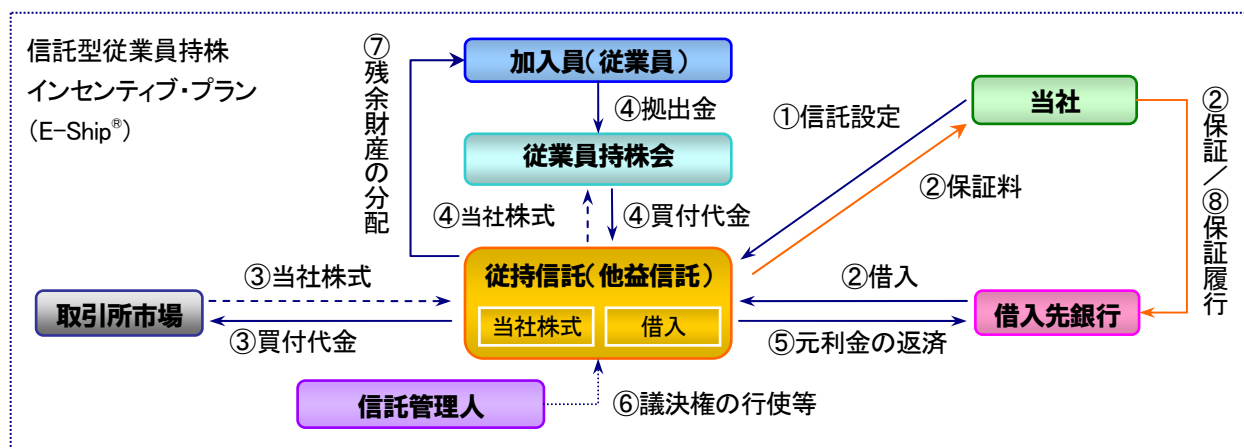 信託型従業員持株
インセンティブ・プラン
(E-Ship®)
⑦残余財産の分配
加入員(従業員)
④拠出金
従業員持株会
④当社株式
④買付代金
①信託設定
②保証料
当社
②保証／⑧保証履行
従持信託(他益信託)
当社株式
借入
③当社株式
取引所市場
③買付代金
②借入
借入先銀行
⑤元利金の返済
信託管理人
⑥議決権の行使等